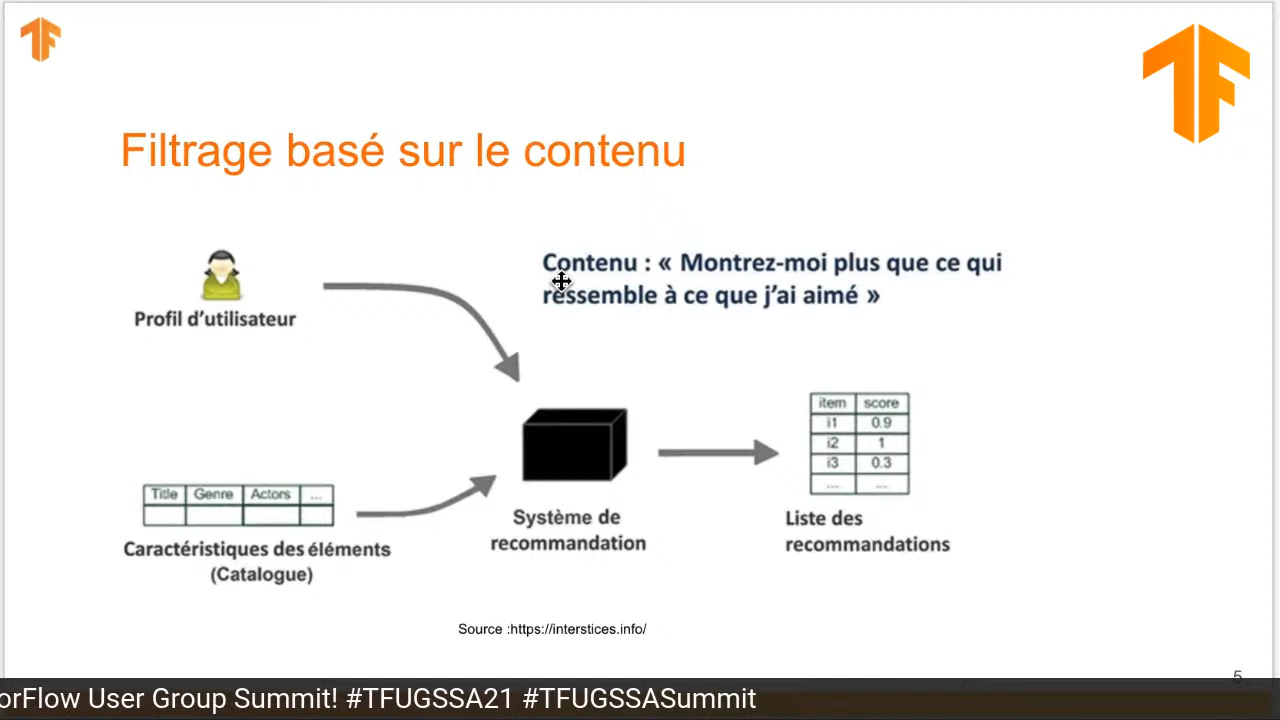 Filtrage basé sur le contenu
Contenu : « Montrez-moi plus que ce qui
ressemble à ce que j’ai aimé »
Profil d’utilisateur
item score
i1 0.9
i2 1
i3 0.3
.... ....
Title Genre Actors ...
Système de
recommandation
Liste des
recommandations
Caractéristiques des éléments
(Catalogue)
Source :https://interstices.info/
5
orFlow User Group Summit! #TFUGSSA21 #TFUGSSASummit